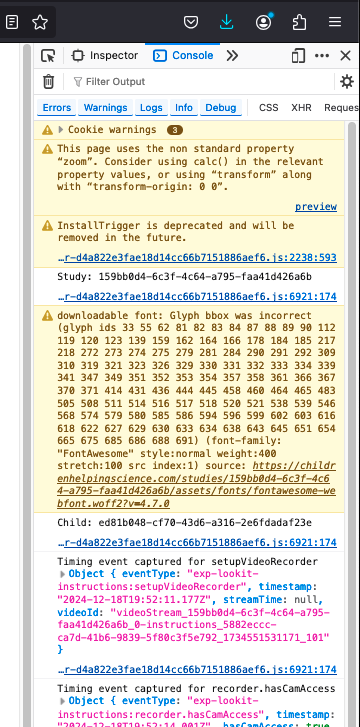 Inspector
Console
Filter Output
Errors
Warnings
Logs
Info
Debug
CSS
XHR
Reques
Cookie warnings 3
This page uses the non standard property
“zoom”. Consider using calc() in the relevant
property values, or using “transform” along
with “transform-origin: 0 0”.
preview
InstallTrigger is deprecated and will be
removed in the future.
…r-d4a822e3fae18d14cc66b7151886aef6.js:2238:593
Study: 159bb0d4-6c3f-4c64-a795-faa41d426a6b
…r-d4a822e3fae18d14cc66b7151886aef6.js:6921:174
downloadable font: Glyph bbox was incorrect
(glyph ids 33 55 62 81 82 83 84 87 88 89 90 112
119 120 123 139 159 162 164 166 178 184 185 217
218 272 273 274 275 279 281 284 290 291 292 309
310 319 321 323 326 329 330 331 332 333 334 339
341 347 349 351 352 353 354 357 358 361 366 367
370 371 414 431 436 444 445 458 460 464 465 483
505 508 511 514 516 517 518 520 521 538 539 546
568 574 579 580 585 586 594 596 599 602 603 616
618 622 627 629 630 633 634 638 643 645 651 654
665 675 685 686 688 691) (font-family:
"FontAwesome" style:normal weight:400
stretch:100 src index:1) source: https://childr
enhelpingscience.com/studies/159bb0d4-6c3f-4c6
4-a795-faa41d426a6b/assets/fonts/fontawesome-we
bfont.woff2?v=4.7.0
Child: ed81b048-cf70-43d6-a316-2e6fdadaf23e
…r-d4a822e3fae18d14cc66b7151886aef6.js:6921:174
Timing event captured for setupVideoRecorder
Object { eventType: "exp-lookit-
instructions:setupVideoRecorder", timestamp:
"2024-12-18T19:52:11.177Z", streamTime: null,
videoId: "videoStream_159bb0d4-6c3f-4c64-a795-
faa41d426a6b_0-instructions_5882eccc-
ca7d-41b6-9839-5f80c3f5e792_1734551531171_101"
}
…r-d4a822e3fae18d14cc66b7151886aef6.js:6921:174
Timing event captured for recorder.hasCamAccess
Object { eventType: "exp-lookit-
instructions:recorder.hasCamAccess", timestamp:
"2024-12-18T19:52:14.001Z", hasCamAccess: true,